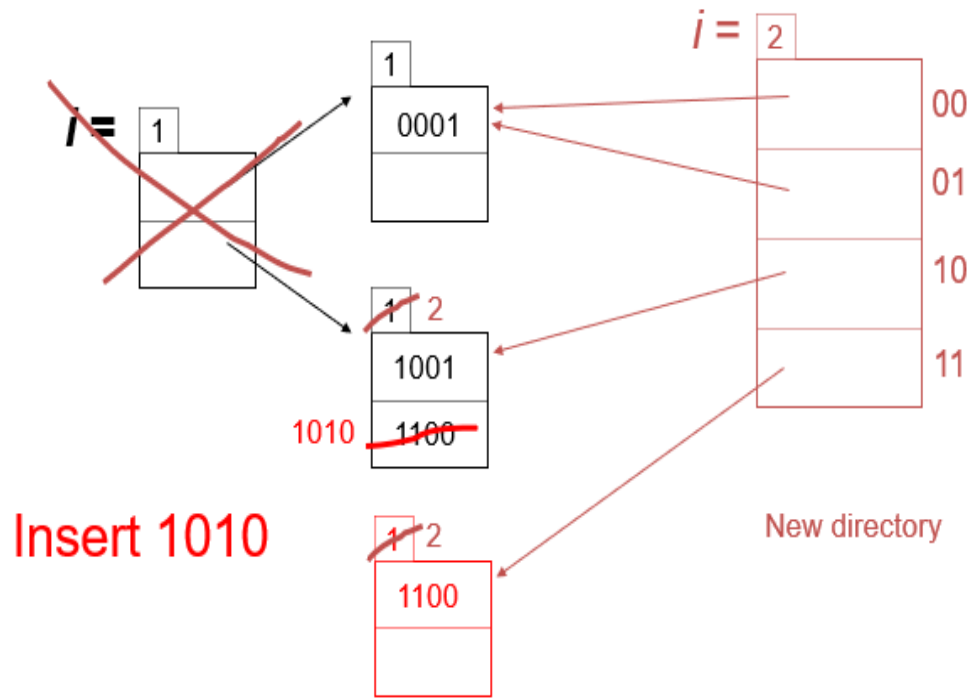 i = 2
1
i = 1
0001
00
01
10
11
1 2
1001
1010 1100
Insert 1010
1 2
1100
New directory